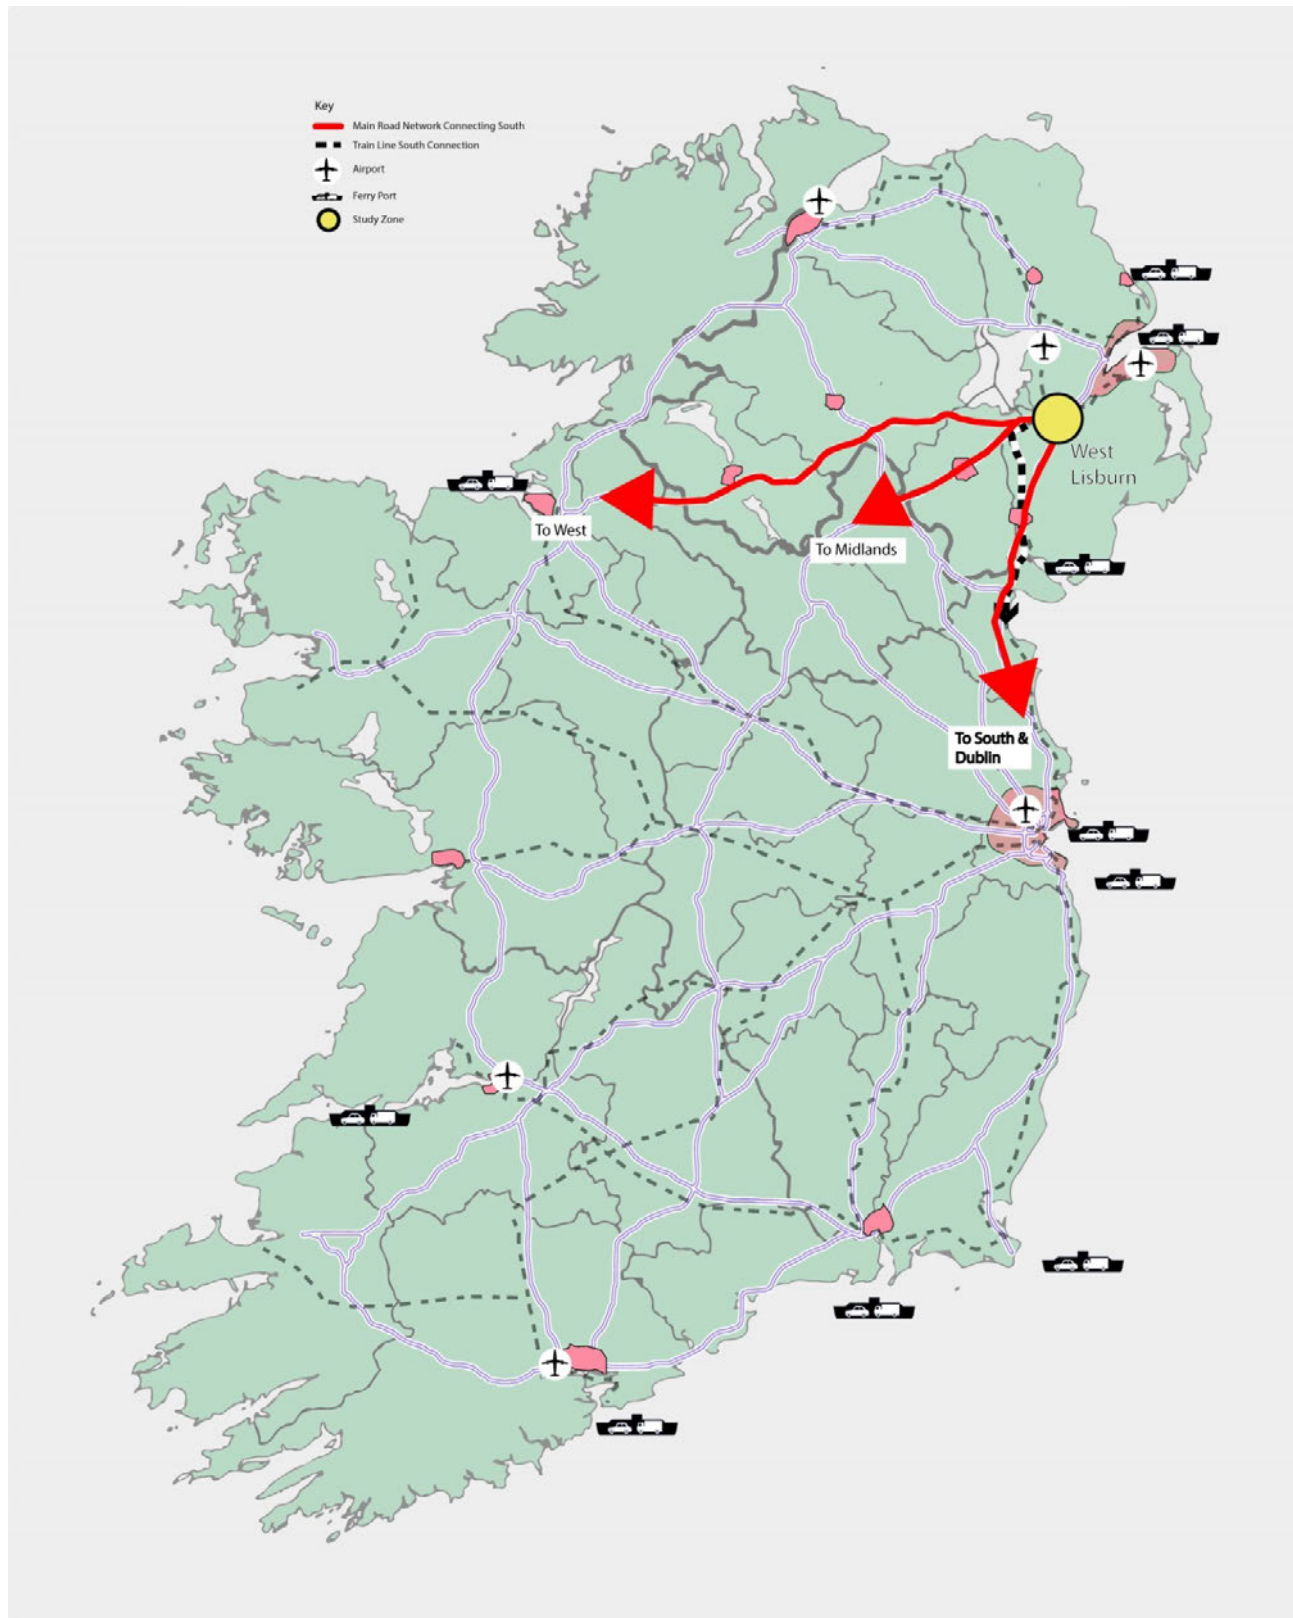 Key
Main Road Network Connecting South
Train Line South Connection
Airport
Ferry Port
Study Zone
West
Lisburn
To West
To Midlands
To South &
Dublin